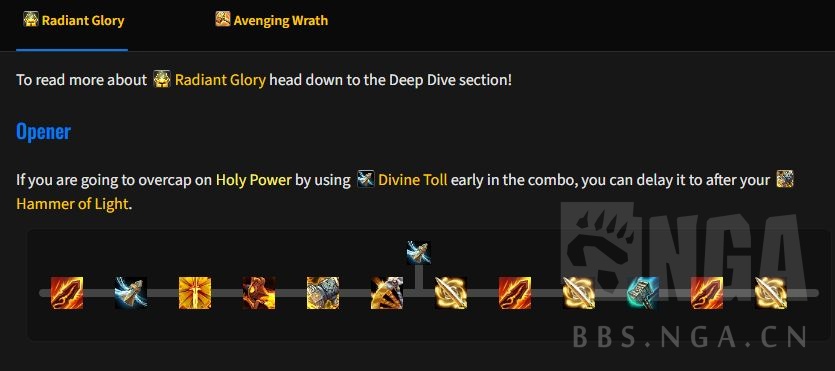 Radiant Glory Avenging Wrath
To read more about Radiant Glory head down to the Deep Dive section!
Opener
If you are going to overcap on Holy Power by using Divine Toll early in the combo, you can delay it to after your
Hammer of Light.
NGA
BBS.NGA.CN